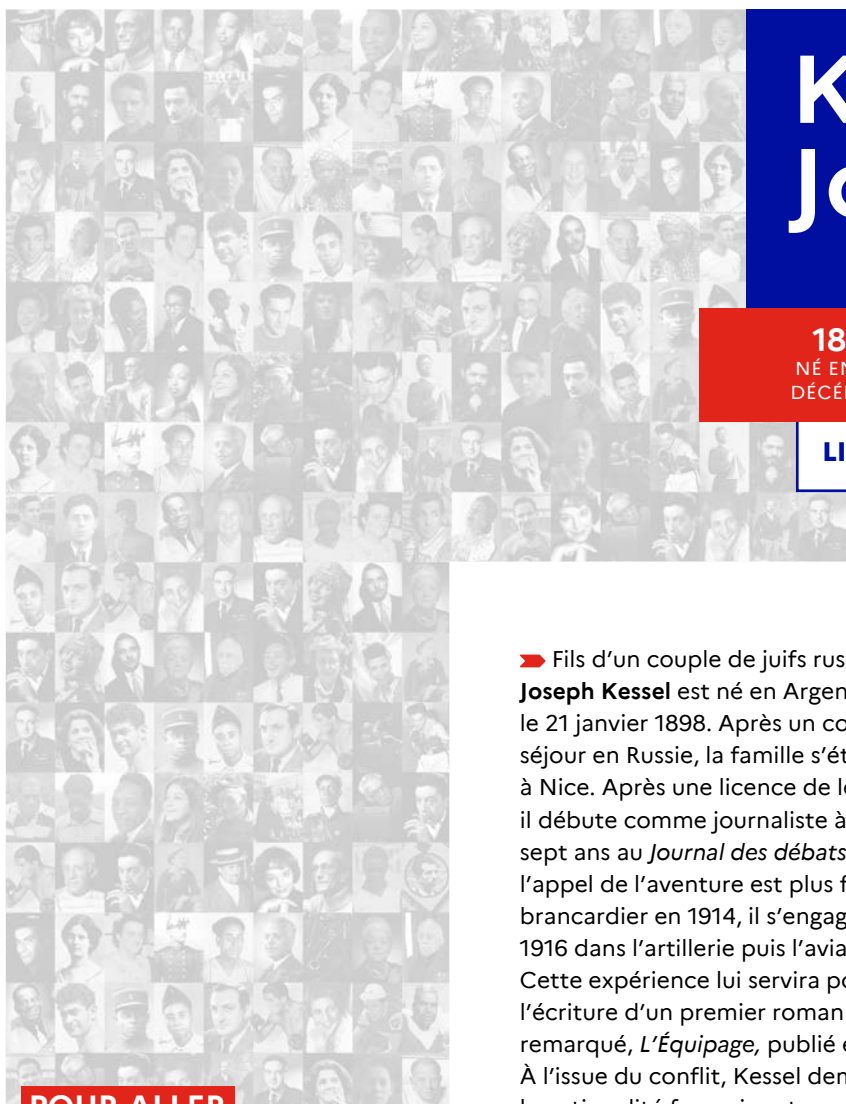 K
Jo
18
NÉ EN
DÉCÉ
LI
Fils d’un couple de juifs rus
Joseph Kessel est né en Argen
le 21 janvier 1898. Après un co
séjour en Russie, la famille s’ét
à Nice. Après une licence de le
il débute comme journaliste à
sept ans au Journal des débats
l’appel de l’aventure est plus f
brancardier en 1914, il s’engag
1916 dans l’artillerie puis l’avia
Cette expérience lui servira po
l’écriture d’un premier roman
remarqué, L’Équipage, publié e
À l’issue du conflit, Kessel den
POUR ALLER